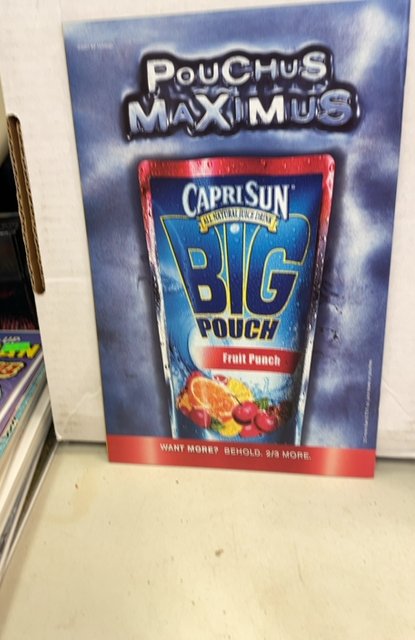 POUCHUS
MAXIMUS
CAPRI SUN®
ALL NATURAL JUICE DRINK
BIG
POUCH
Fruit Punch
WANT MORE? BEHOLD. 2/3 MORE.